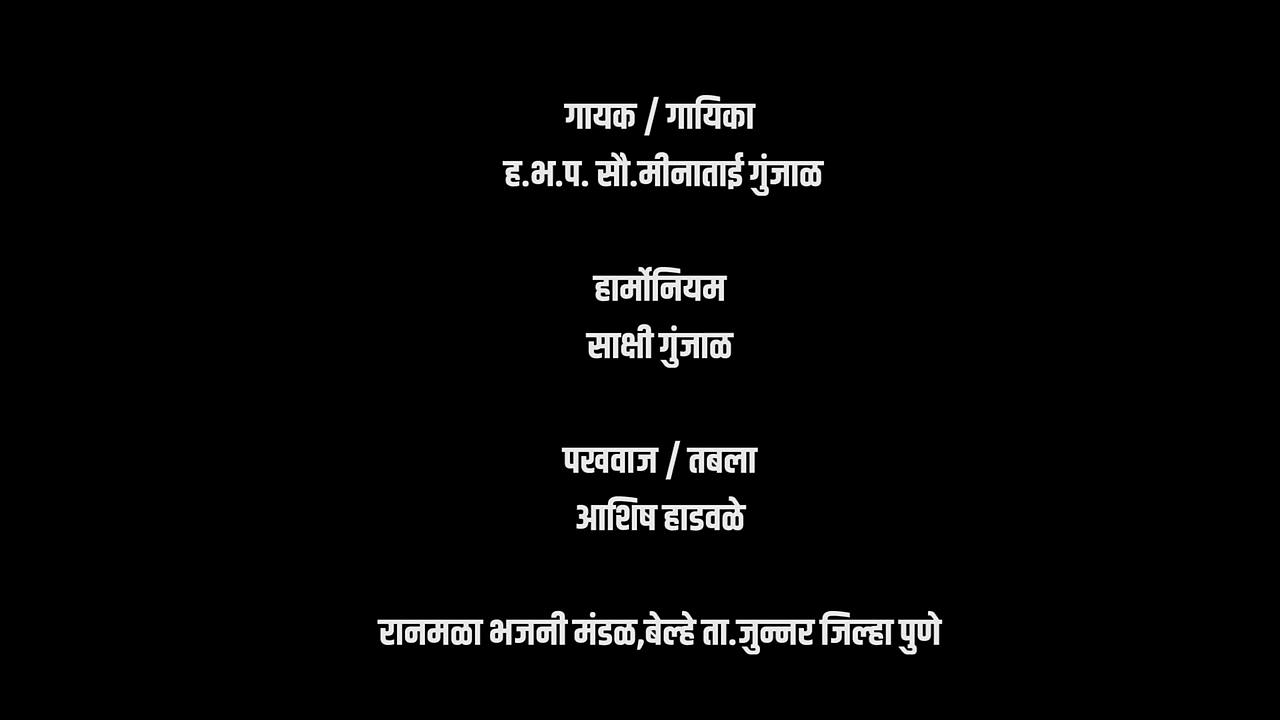 गायक / गायिका
ह.भ.प. सौ.मीनाताई गुंजाळ
हार्मोनियम
साक्षी गुंजाळ
पखवाज / तबला
आशिष हाडवळे
रानमळा भजनी मंडळ,बेल्हे ता.जुन्नर जिल्हा पुणे